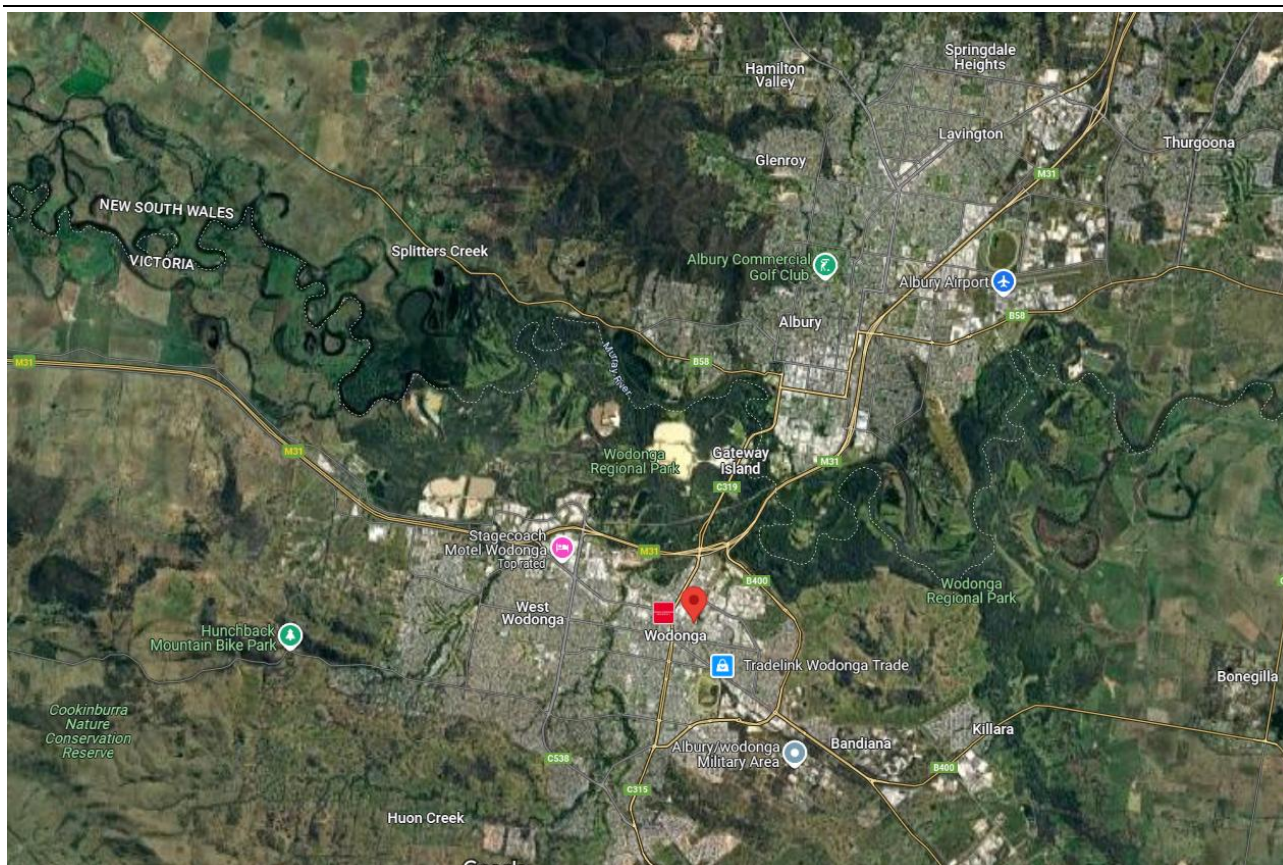 Springdale
Heights
Hamilton
Valley
Lavington
Thurgoona
Glenroy
M31
NEW SOUTH WALES
VICTORIA
Splitters Creek
Albury Commercial
Golf Club
Albury Airport
B58
Albury
Murray River
B58
M31
M31
Wodonga
Regional Park
Gateway
Island
M31
C319
Stagecoach
Motel Wodonga
Top rated
M31
B400
Wodonga
Regional Park
West
Wodonga
Hunchback
Mountain Bike Park
Wodonga
Tradelink Wodonga Trade
Bonegilla
Cookinburra
Nature
Conservation
Reserve
Killara
Albury/wodonga
Military Area
Bandiana
C538
B400
C315
Huon Creek